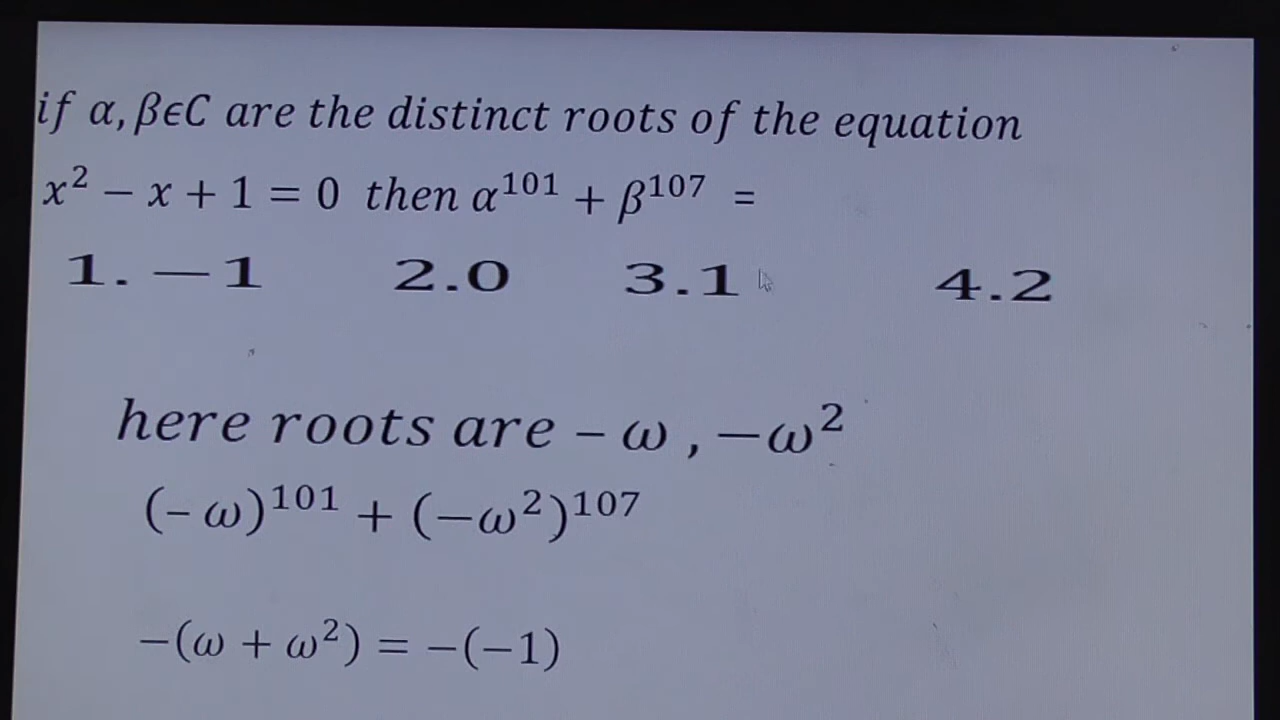 if α, βϵC are the distinct roots of the equation
x² − x + 1 = 0 then α¹⁰¹ + β¹⁰⁷ =
1. −1 2.0 3.1 4.2
here roots are − ω , −ω²
(− ω)¹⁰¹ + (−ω²)¹⁰⁷
−(ω + ω²) = −(−1)